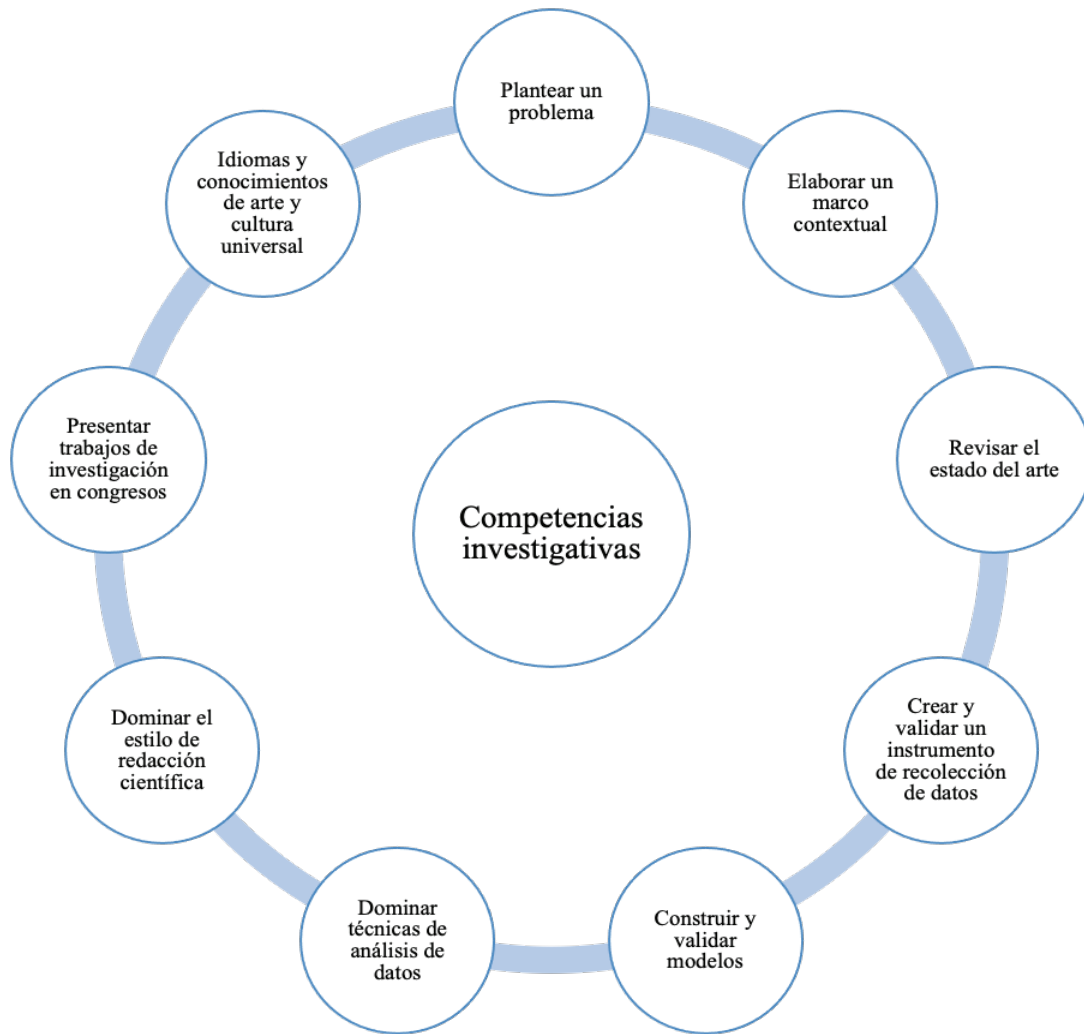 Plantear un
problema
Elaborar un
marco
contextual
Revisar el
estado del arte
Crear y
validar un
instrumento
de recolección
de datos
Construir y
validar
modelos
Dominar
técnicas de
análisis de
datos
Dominar el
estilo de
redacción
científica
Presentar
trabajos de
investigación
en congresos
Idiomas y
conocimientos
de arte y
cultura
universal
Competencias
investigativas